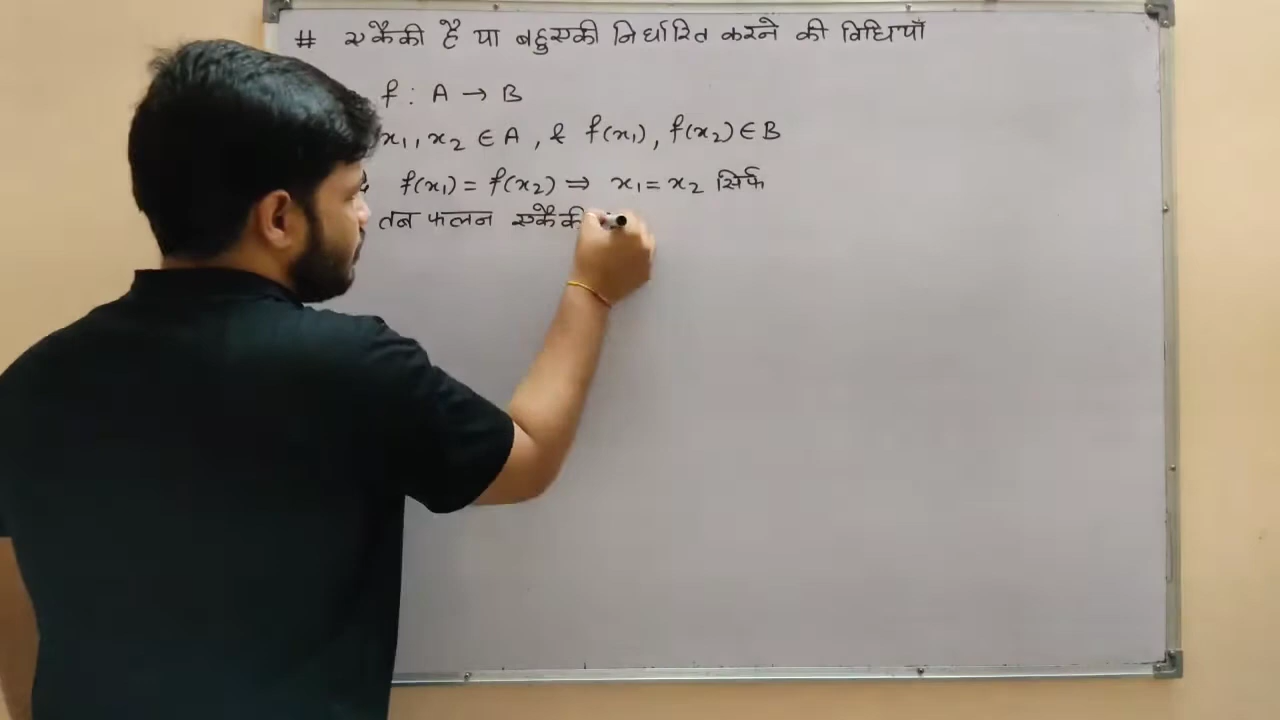 # एकैकी है या बहुएकी निर्धारित करने की विधियाँ
f : A → B
x₁, x₂ ∈ A , & f(x₁), f(x₂) ∈ B
f(x₁) = f(x₂) ⇒ x₁ = x₂ सिर्फ
तब फलन एकैकी